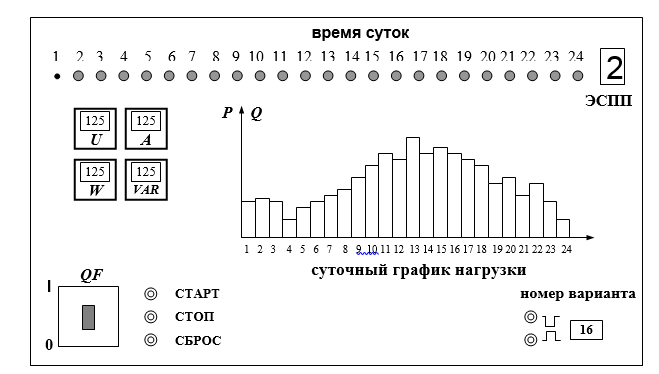 время суток
1 2 3 4 5 6 7 8 9 10 11 12 13 14 15 16 17 18 19 20 21 22 23 24
2
ЭСПП
125 125
U A
125 125
W VAR
P Q
1 2 3 4 5 6 7 8 9 10 11 12 13 14 15 16 17 18 19 20 21 22 23 24
суточный график нагрузки
QF
I
0
СТАРТ
СТОП
СБРОС
номер варианта
16